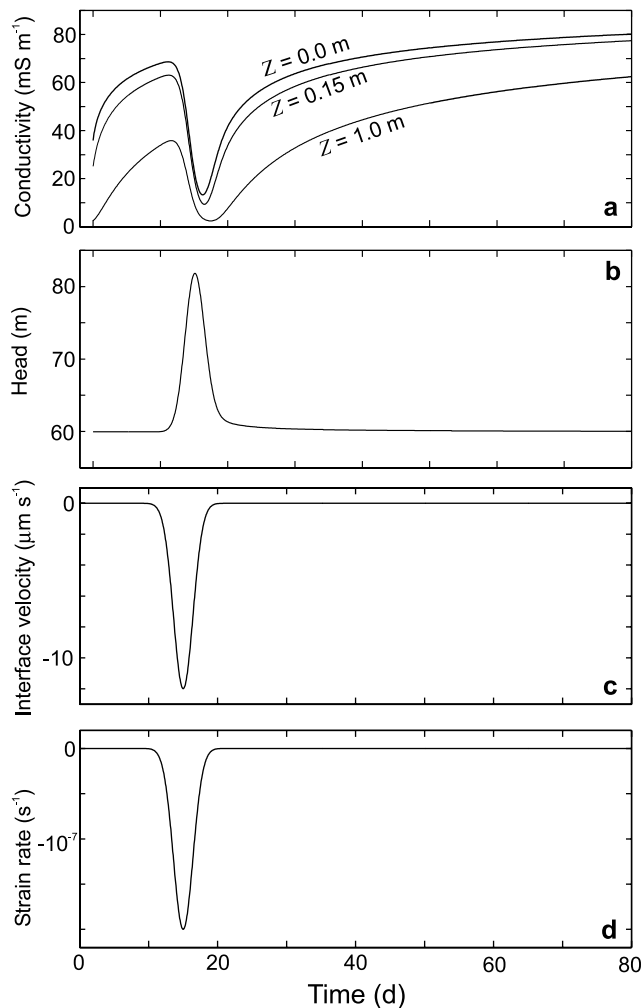 Conductivity (mS m⁻¹)
80
60
40
20
0
Z = 0.0 m
Z = 0.15 m
Z = 1.0 m
a
Head (m)
80
70
60
b
Interface velocity (μm s⁻¹)
0
-10
c
Strain rate (s⁻¹)
0
-10⁻⁷
d
0 20 40 60 80
Time (d)